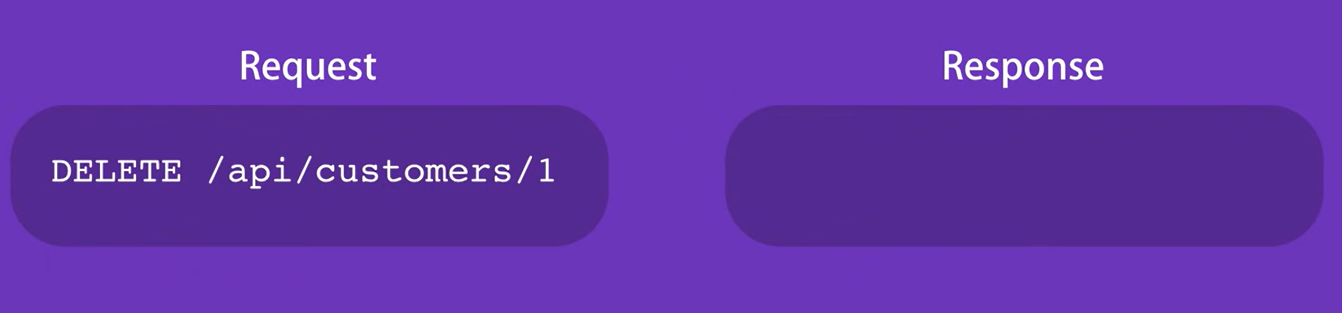 Request
Response
DELETE /api/customers/1